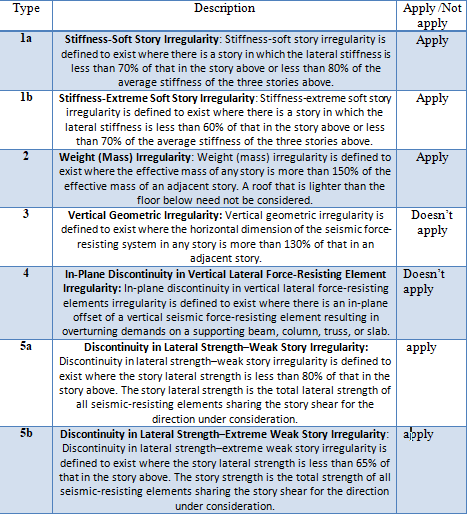 Type Description Apply /Not apply
1a Stiffness-Soft Story Irregularity: Stiffness-soft story irregularity is Apply
defined to exist where there is a story in which the lateral stiffness is
less than 70% of that in the story above or less than 80% of the
average stiffness of the three stories above.
1b Stiffness-Extreme Soft Story Irregularity: Stiffness-extreme soft story Apply
irregularity is defined to exist where there is a story in which the
lateral stiffness is less than 60% of that in the story above or less
than 70% of the average stiffness of the three stories above.
2 Weight (Mass) Irregularity: Weight (mass) irregularity is defined to Apply
exist where the effective mass of any story is more than 150% of the
effective mass of an adjacent story. A roof that is lighter than the
floor below need not be considered.
3 Vertical Geometric Irregularity: Vertical geometric irregularity is Doesn't
defined to exist where the horizontal dimension of the seismic force- apply
resisting system in any story is more than 130% of that in an
adjacent story.
4 In-Plane Discontinuity in Vertical Lateral Force-Resisting Element Doesn't
Irregularity: In-plane discontinuity in vertical lateral force-resisting apply
elements irregularity is defined to exist where there is an in-plane
offset of a vertical seismic force-resisting element resulting in
overturning demands on a supporting beam, column, truss, or slab.
5a Discontinuity in Lateral Strength–Weak Story Irregularity: apply
Discontinuity in lateral strength–weak story irregularity is defined to
exist where the story lateral strength is less than 80% of that in the
story above. The story lateral strength is the total lateral strength of
all seismic-resisting elements sharing the story shear for the
direction under consideration.
5b Discontinuity in Lateral Strength–Extreme Weak Story Irregularity: apply
Discontinuity in lateral strength–extreme weak story irregularity is
defined to exist where the story lateral strength is less than 65% of
that in the story above. The story strength is the total strength of all
seismic-resisting elements sharing the story shear for the direction
under consideration.